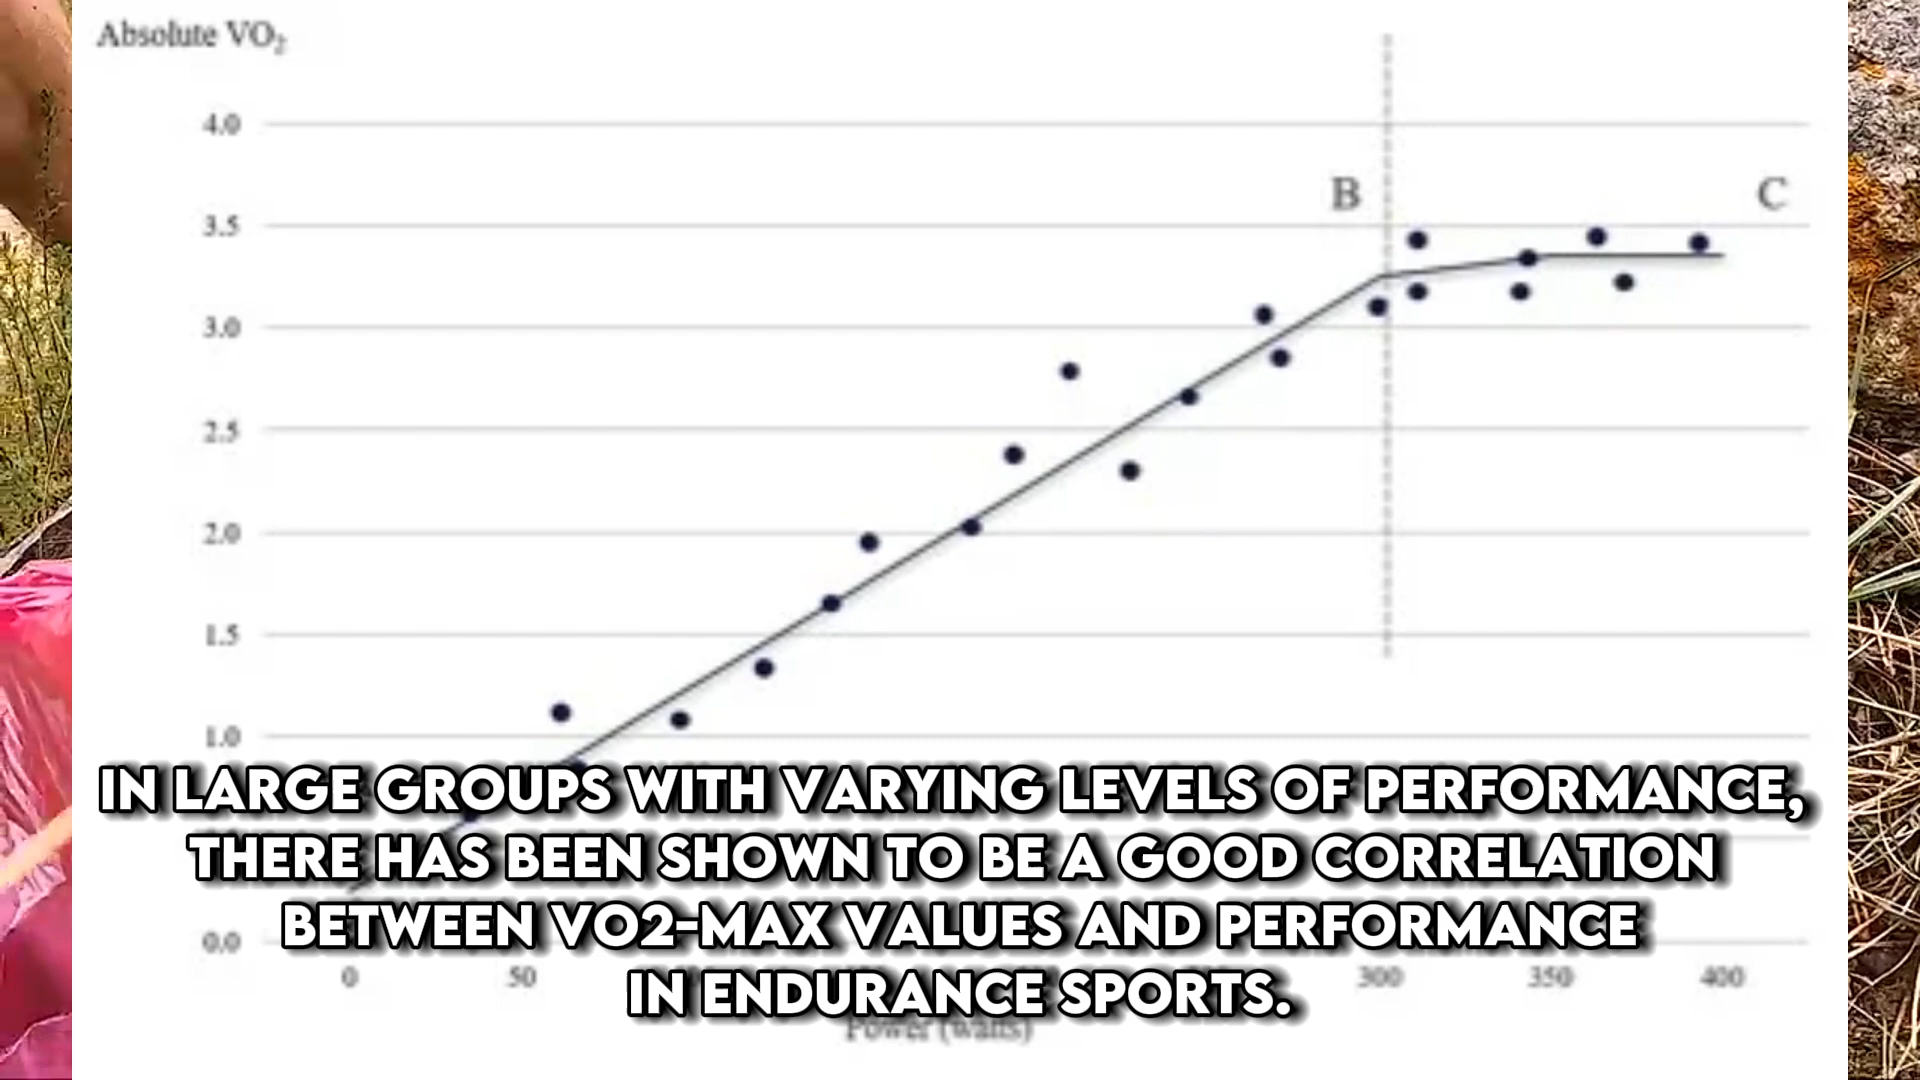 Absolute VO₂
4.0
B
C
3.5
3.0
2.5
2.0
1.5
1.0
IN LARGE GROUPS WITH VARYING LEVELS OF PERFORMANCE,
THERE HAS BEEN SHOWN TO BE A GOOD CORRELATION
BETWEEN VO2-MAX VALUES AND PERFORMANCE
IN ENDURANCE SPORTS.
0.0
0 50 300 350 400
Power (watts)